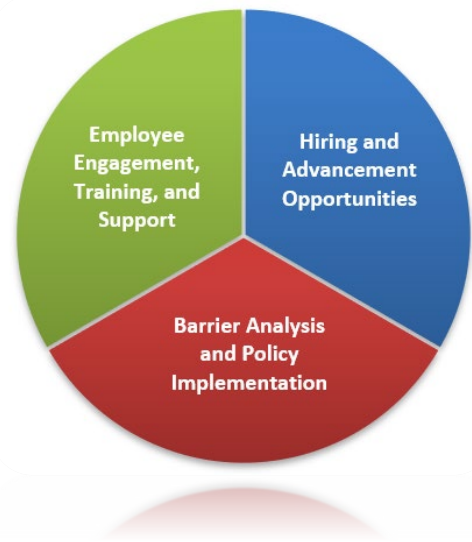 Employee
Engagement,
Training, and
Support
Hiring and
Advancement
Opportunities
Barrier Analysis
and Policy
Implementation